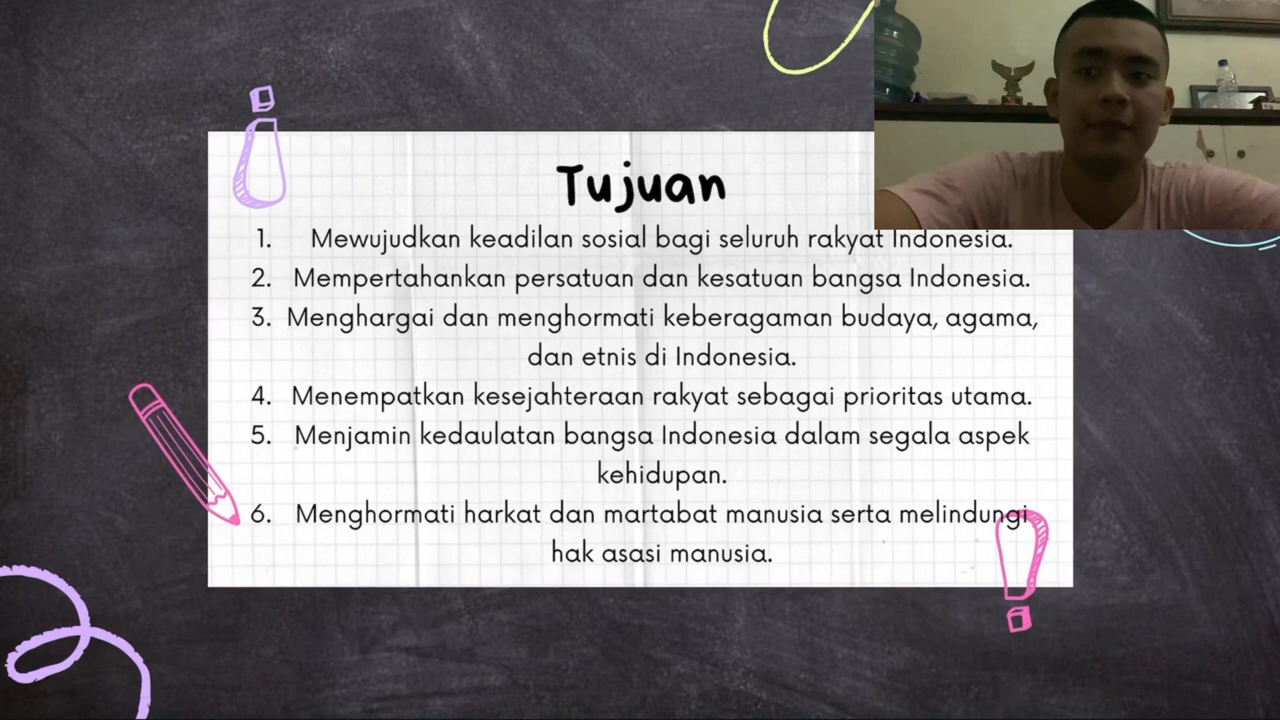 Tujuan
1. Mewujudkan keadilan sosial bagi seluruh rakyat Indonesia.
2. Mempertahankan persatuan dan kesatuan bangsa Indonesia.
3. Menghargai dan menghormati keberagaman budaya, agama,
dan etnis di Indonesia.
4. Menempatkan kesejahteraan rakyat sebagai prioritas utama.
5. Menjamin kedaulatan bangsa Indonesia dalam segala aspek
kehidupan.
6. Menghormati harkat dan martabat manusia serta melindungi
hak asasi manusia.